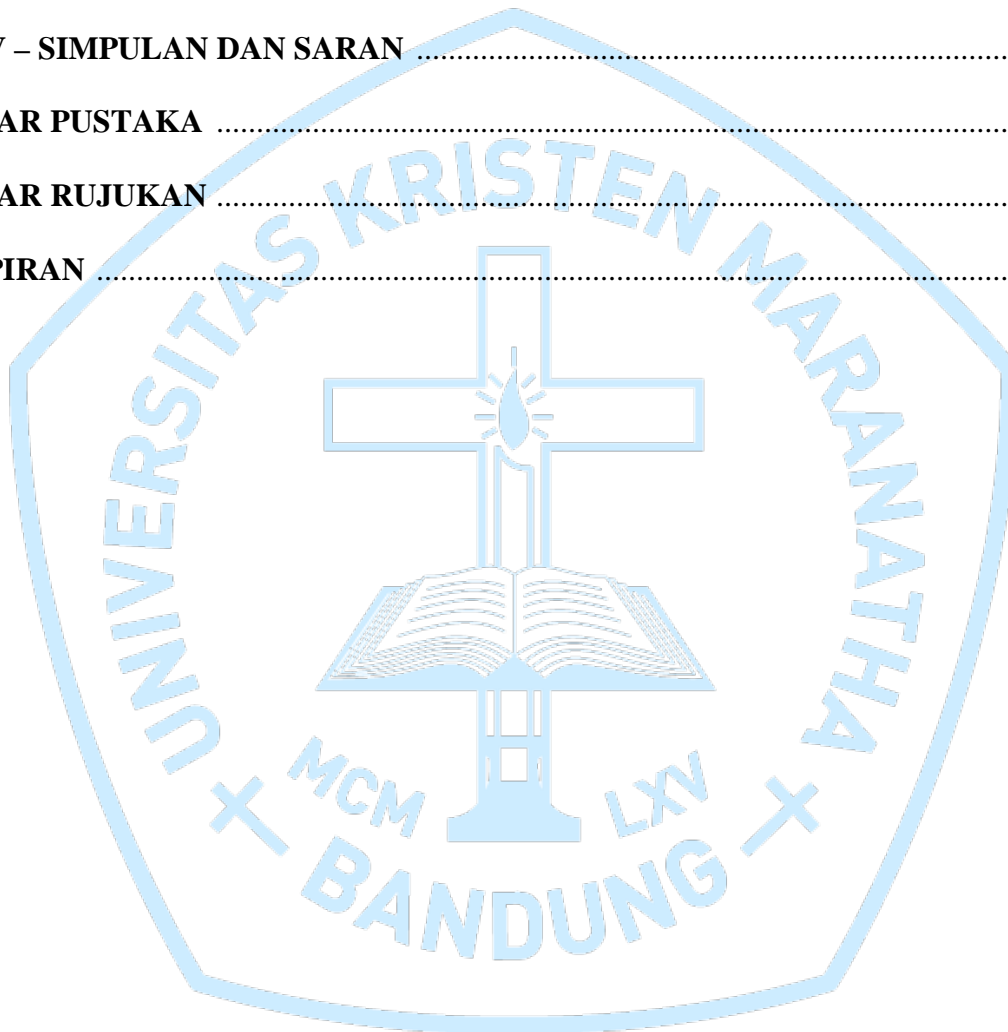 – SIMPULAN DAN SARAN ........................................................................
AR PUSTAKA ........................................................................
AR RUJUKAN ........................................................................
PIRAN ........................................................................
UNIVERSITAS KRISTEN MARANATHA
MCM LXV
BANDUNG